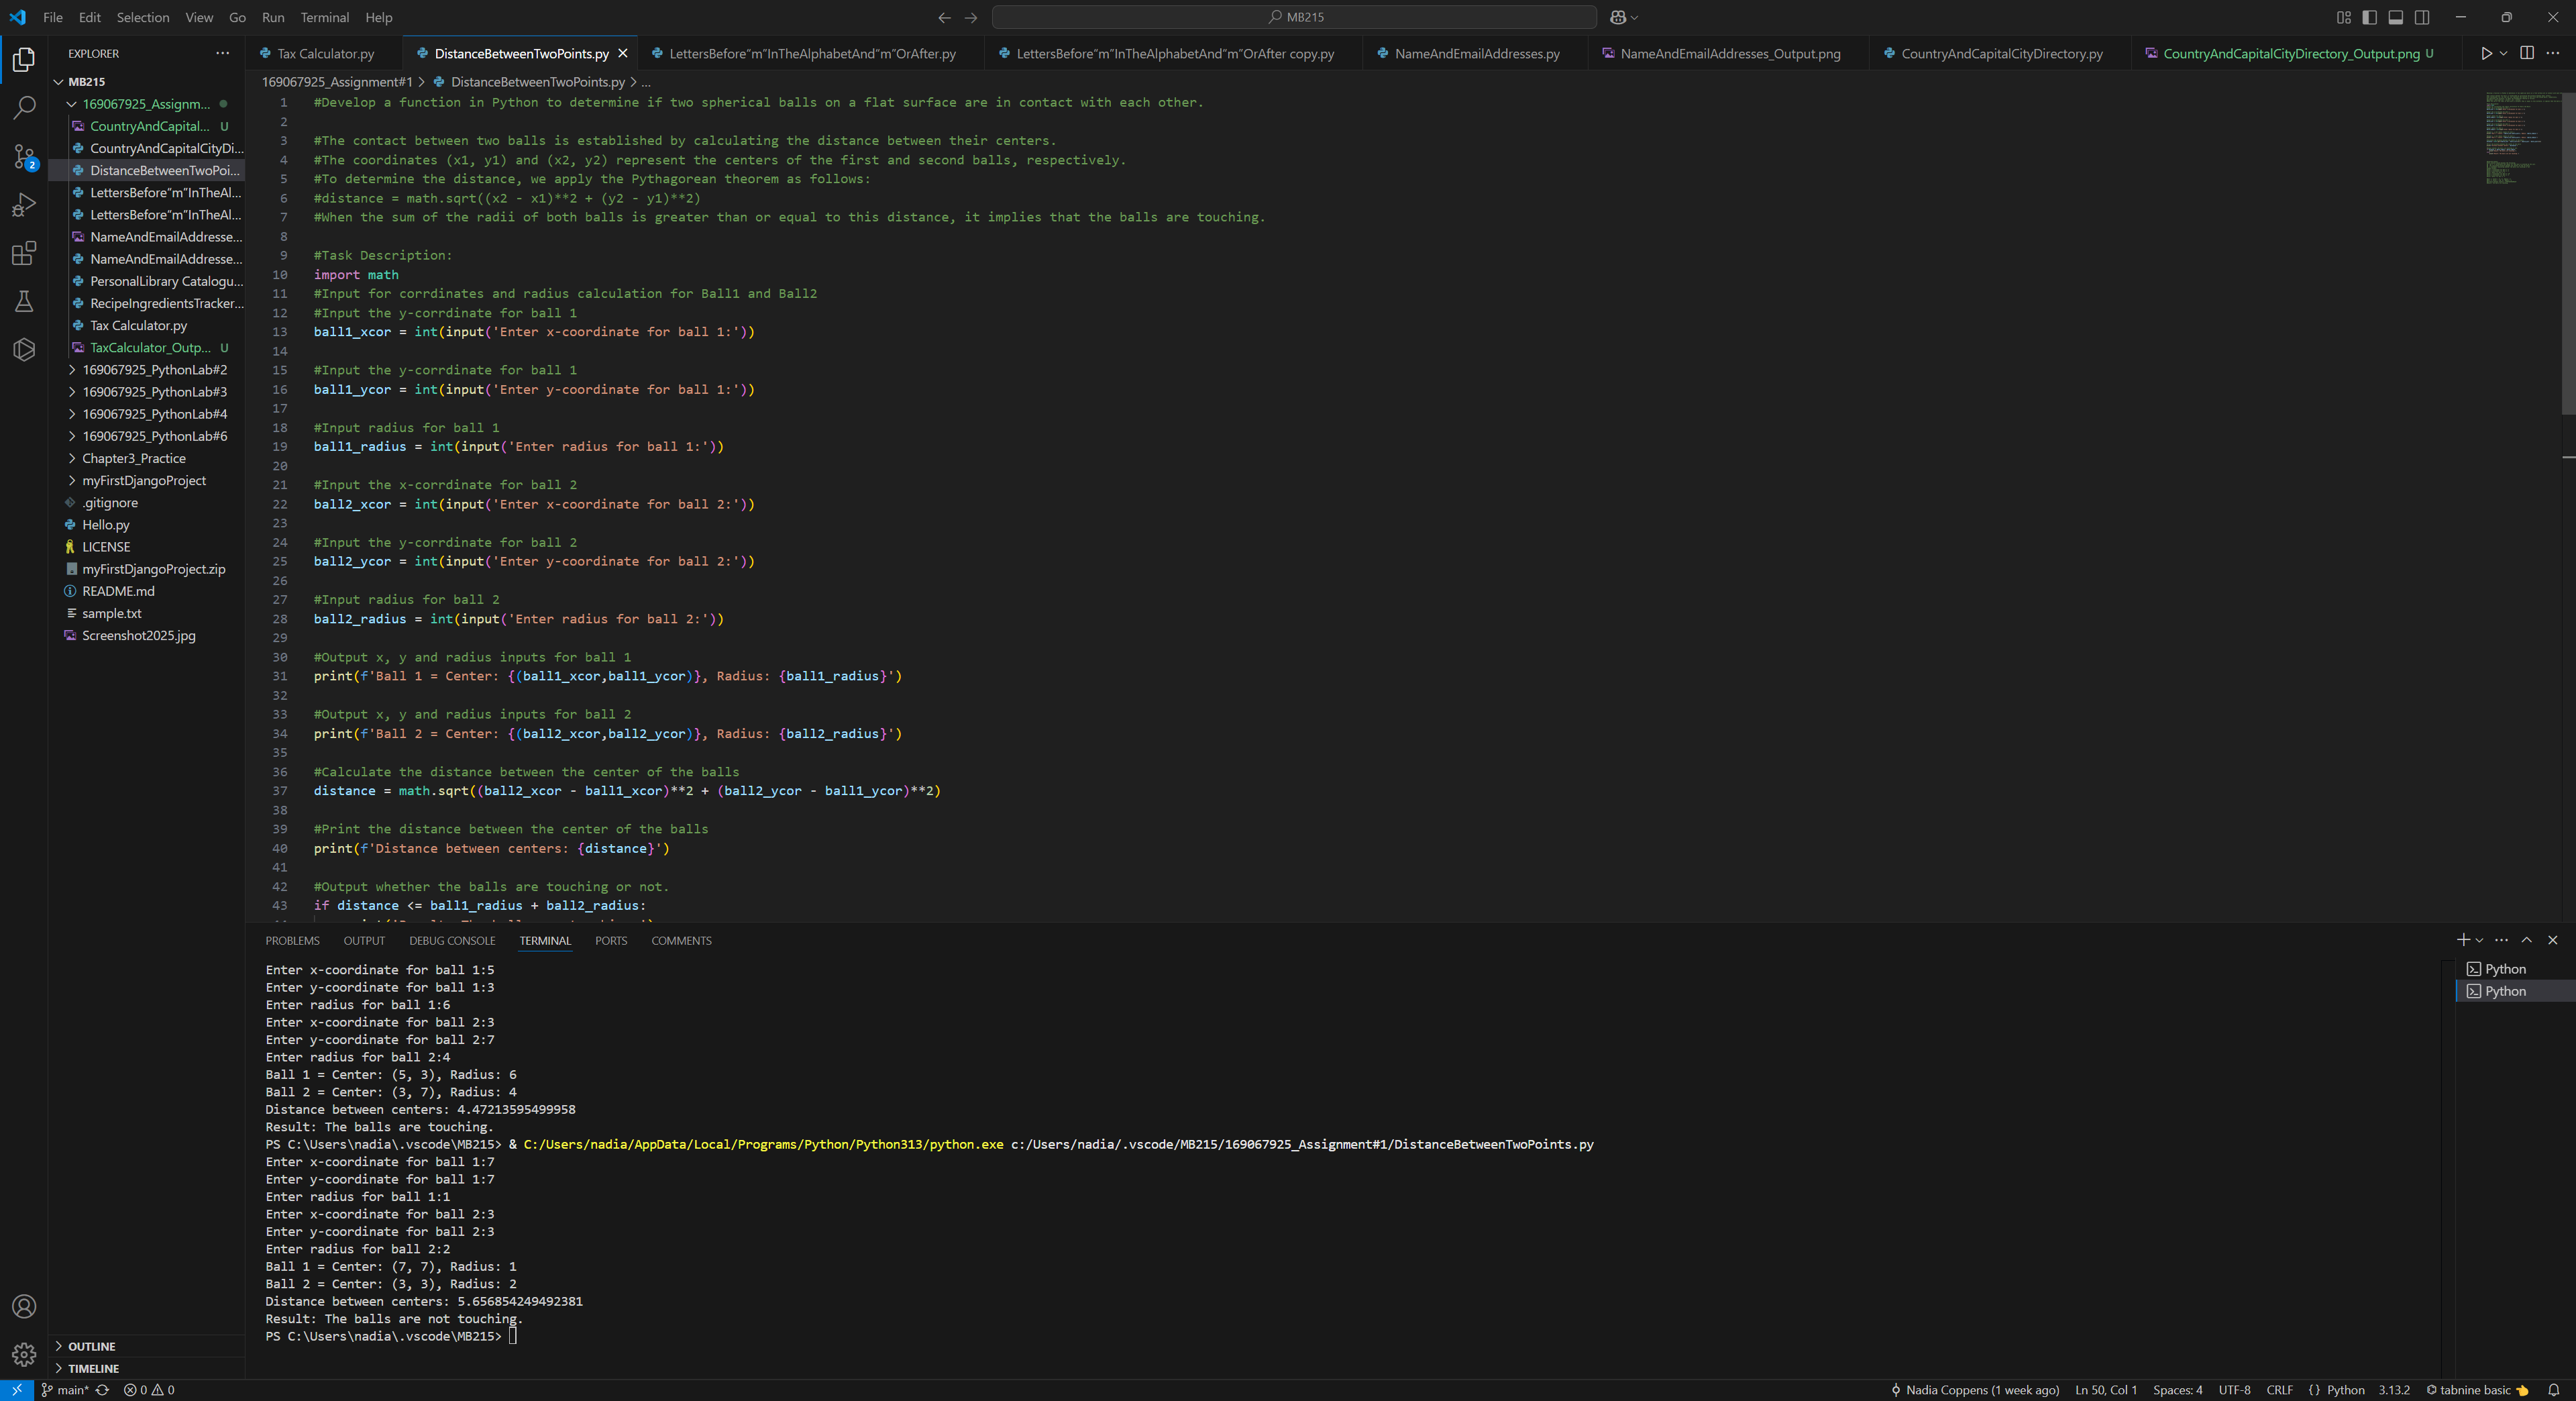 File Edit Selection View Go Run Terminal Help
MB215
EXPLORER
Tax Calculator.py
DistanceBetweenTwoPoints.py
LettersBefore"m"InTheAlphabetAnd"m"OrAfter.py
LettersBefore"m"InTheAlphabetAnd"m"OrAfter copy.py
NameAndEmailAddresses.py
NameAndEmailAddresses_Output.png
CountryAndCapitalCityDirectory.py
CountryAndCapitalCityDirectory_Output.png U
MB215
169067925_Assignm...
CountryAndCapital... U
CountryAndCapitalCityDi...
DistanceBetweenTwoPoi...
LettersBefore"m"InTheAl...
LettersBefore"m"InTheAl...
NameAndEmailAddresse...
NameAndEmailAddresse...
PersonalLibrary Catalogu...
RecipeIngredientsTracker...
Tax Calculator.py
TaxCalculator_Outp... U
169067925_PythonLab#2
169067925_PythonLab#3
169067925_PythonLab#4
169067925_PythonLab#6
Chapter3_Practice
myFirstDjangoProject
.gitignore
Hello.py
LICENSE
myFirstDjangoProject.zip
README.md
sample.txt
Screenshot2025.jpg
2
OUTLINE
TIMELINE
169067925_Assignment#1 > DistanceBetweenTwoPoints.py > ...
1 #Develop a function in Python to determine if two spherical balls on a flat surface are in contact with each other.
2
3 #The contact between two balls is established by calculating the distance between their centers.
4 #The coordinates (x1, y1) and (x2, y2) represent the centers of the first and second balls, respectively.
5 #To determine the distance, we apply the Pythagorean theorem as follows:
6 #distance = math.sqrt((x2 - x1)**2 + (y2 - y1)**2)
7 #When the sum of the radii of both balls is greater than or equal to this distance, it implies that the balls are touching.
8
9 #Task Description:
10 import math
11 #Input for corrdinates and radius calculation for Ball1 and Ball2
12 #Input the y-corrdinate for ball 1
13 ball1_xcor = int(input('Enter x-coordinate for ball 1:'))
14
15 #Input the y-corrdinate for ball 1
16 ball1_ycor = int(input('Enter y-coordinate for ball 1:'))
17
18 #Input radius for ball 1
19 ball1_radius = int(input('Enter radius for ball 1:'))
20
21 #Input the x-corrdinate for ball 2
22 ball2_xcor = int(input('Enter x-coordinate for ball 2:'))
23
24 #Input the y-corrdinate for ball 2
25 ball2_ycor = int(input('Enter y-coordinate for ball 2:'))
26
27 #Input radius for ball 2
28 ball2_radius = int(input('Enter radius for ball 2:'))
29
30 #Output x, y and radius inputs for ball 1
31 print(f'Ball 1 = Center: {(ball1_xcor,ball1_ycor)}, Radius: {ball1_radius}')
32
33 #Output x, y and radius inputs for ball 2
34 print(f'Ball 2 = Center: {(ball2_xcor,ball2_ycor)}, Radius: {ball2_radius}')
35
36 #Calculate the distance between the center of the balls
37 distance = math.sqrt((ball2_xcor - ball1_xcor)**2 + (ball2_ycor - ball1_ycor)**2)
38
39 #Print the distance between the center of the balls
40 print(f'Distance between centers: {distance}')
41
42 #Output whether the balls are touching or not.
43 if distance <= ball1_radius + ball2_radius:
PROBLEMS OUTPUT DEBUG CONSOLE TERMINAL PORTS COMMENTS
Python
Python
Enter x-coordinate for ball 1:5
Enter y-coordinate for ball 1:3
Enter radius for ball 1:6
Enter x-coordinate for ball 2:3
Enter y-coordinate for ball 2:7
Enter radius for ball 2:4
Ball 1 = Center: (5, 3), Radius: 6
Ball 2 = Center: (3, 7), Radius: 4
Distance between centers: 4.47213595499958
Result: The balls are touching.
PS C:\Users\nadia\.vscode\MB215> & C:/Users/nadia/AppData/Local/Programs/Python/Python313/python.exe c:/Users/nadia/.vscode/MB215/169067925_Assignment#1/DistanceBetweenTwoPoints.py
Enter x-coordinate for ball 1:7
Enter y-coordinate for ball 1:7
Enter radius for ball 1:1
Enter x-coordinate for ball 2:3
Enter y-coordinate for ball 2:3
Enter radius for ball 2:2
Ball 1 = Center: (7, 7), Radius: 1
Ball 2 = Center: (3, 3), Radius: 2
Distance between centers: 5.656854249492381
Result: The balls are not touching.
PS C:\Users\nadia\.vscode\MB215>
main* 0 0
Nadia Coppens (1 week ago) Ln 50, Col 1 Spaces: 4 UTF-8 CRLF {} Python 3.13.2 tabnine basic